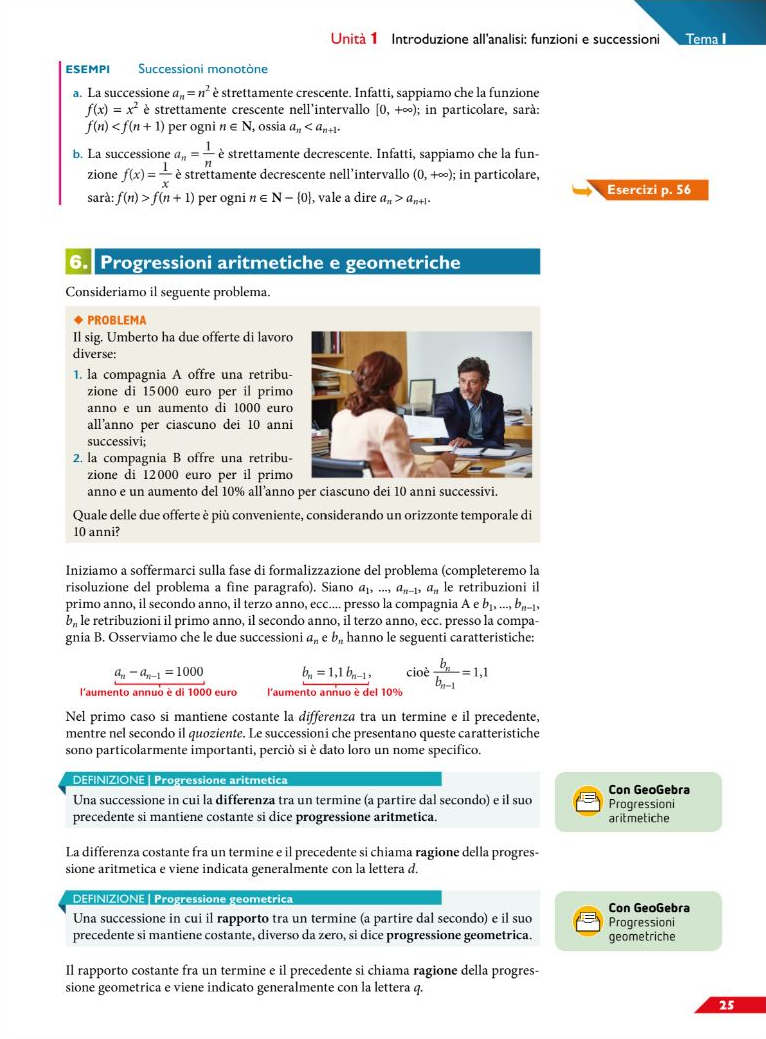 Unità 1 Introduzione all'analisi: funzioni e successioni Tema I
ESEMPI Successioni monotòne
a. La successione aₙ = n² è strettamente crescente. Infatti, sappiamo che la funzione
f(x) = x² è strettamente crescente nell'intervallo [0, +∞); in particolare, sarà:
f(n) < f(n + 1) per ogni n ∈ N, ossia aₙ < aₙ₊₁.
b. La successione aₙ = 1/n è strettamente decrescente. Infatti, sappiamo che la fun-
zione f(x) = 1/x è strettamente decrescente nell'intervallo (0, +∞); in particolare,
sarà: f(n) > f(n + 1) per ogni n ∈ N − {0}, vale a dire aₙ > aₙ₊₁.
Esercizi p. 56
6. Progressioni aritmetiche e geometriche
Consideriamo il seguente problema.
◆ PROBLEMA
Il sig. Umberto ha due offerte di lavoro
diverse:
1. la compagnia A offre una retribu-
zione di 15 000 euro per il primo
anno e un aumento di 1000 euro
all'anno per ciascuno dei 10 anni
successivi;
2. la compagnia B offre una retribu-
zione di 12 000 euro per il primo
anno e un aumento del 10% all'anno per ciascuno dei 10 anni successivi.
Quale delle due offerte è più conveniente, considerando un orizzonte temporale di
10 anni?
Iniziamo a soffermarci sulla fase di formalizzazione del problema (completeremo la
risoluzione del problema a fine paragrafo). Siano a₁, ..., aₙ₋₁, aₙ le retribuzioni il
primo anno, il secondo anno, il terzo anno, ecc.... presso la compagnia A e b₁, ..., bₙ₋₁,
bₙ le retribuzioni il primo anno, il secondo anno, il terzo anno, ecc. presso la compa-
gnia B. Osserviamo che le due successioni aₙ e bₙ hanno le seguenti caratteristiche:
aₙ − aₙ₋₁ = 1000 bₙ = 1,1 bₙ₋₁, cioè bₙ/bₙ₋₁ = 1,1
l'aumento annuo è di 1000 euro l'aumento annuo è del 10%
Nel primo caso si mantiene costante la differenza tra un termine e il precedente,
mentre nel secondo il quoziente. Le successioni che presentano queste caratteristiche
sono particolarmente importanti, perciò si è dato loro un nome specifico.
DEFINIZIONE | Progressione aritmetica
Una successione in cui la differenza tra un termine (a partire dal secondo) e il suo
precedente si mantiene costante si dice progressione aritmetica.
Con GeoGebra
Progressioni
aritmetiche
La differenza costante fra un termine e il precedente si chiama ragione della progres-
sione aritmetica e viene indicata generalmente con la lettera d.
DEFINIZIONE | Progressione geometrica
Una successione in cui il rapporto tra un termine (a partire dal secondo) e il suo
precedente si mantiene costante, diverso da zero, si dice progressione geometrica.
Con GeoGebra
Progressioni
geometriche
Il rapporto costante fra un termine e il precedente si chiama ragione della progres-
sione geometrica e viene indicato generalmente con la lettera q.
25